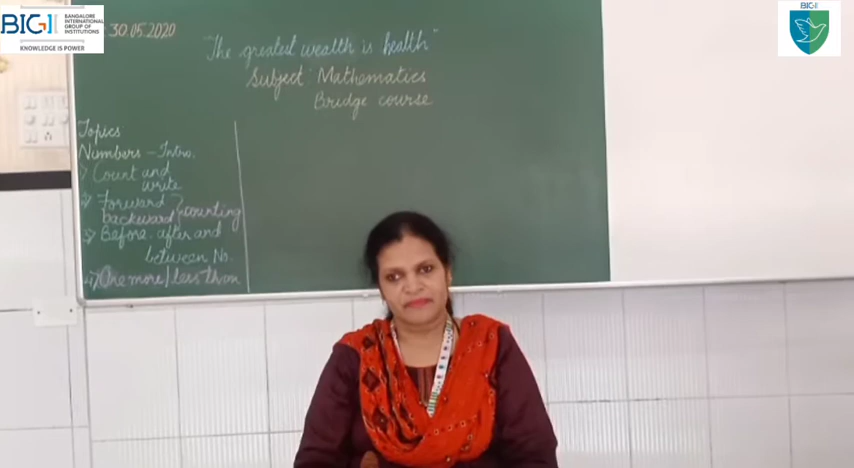 BIGI
BANGALORE
INTERNATIONAL
GROUP OF
INSTITUTIONS
KNOWLEDGE IS POWER
BIGI
30.05.2020
"The greatest wealth is health"
Subject : Mathematics
Bridge course
Topics
Numbers - Intro.
Count and
write
Forward
backward } counting
Before, after and
between No.
One more / less than